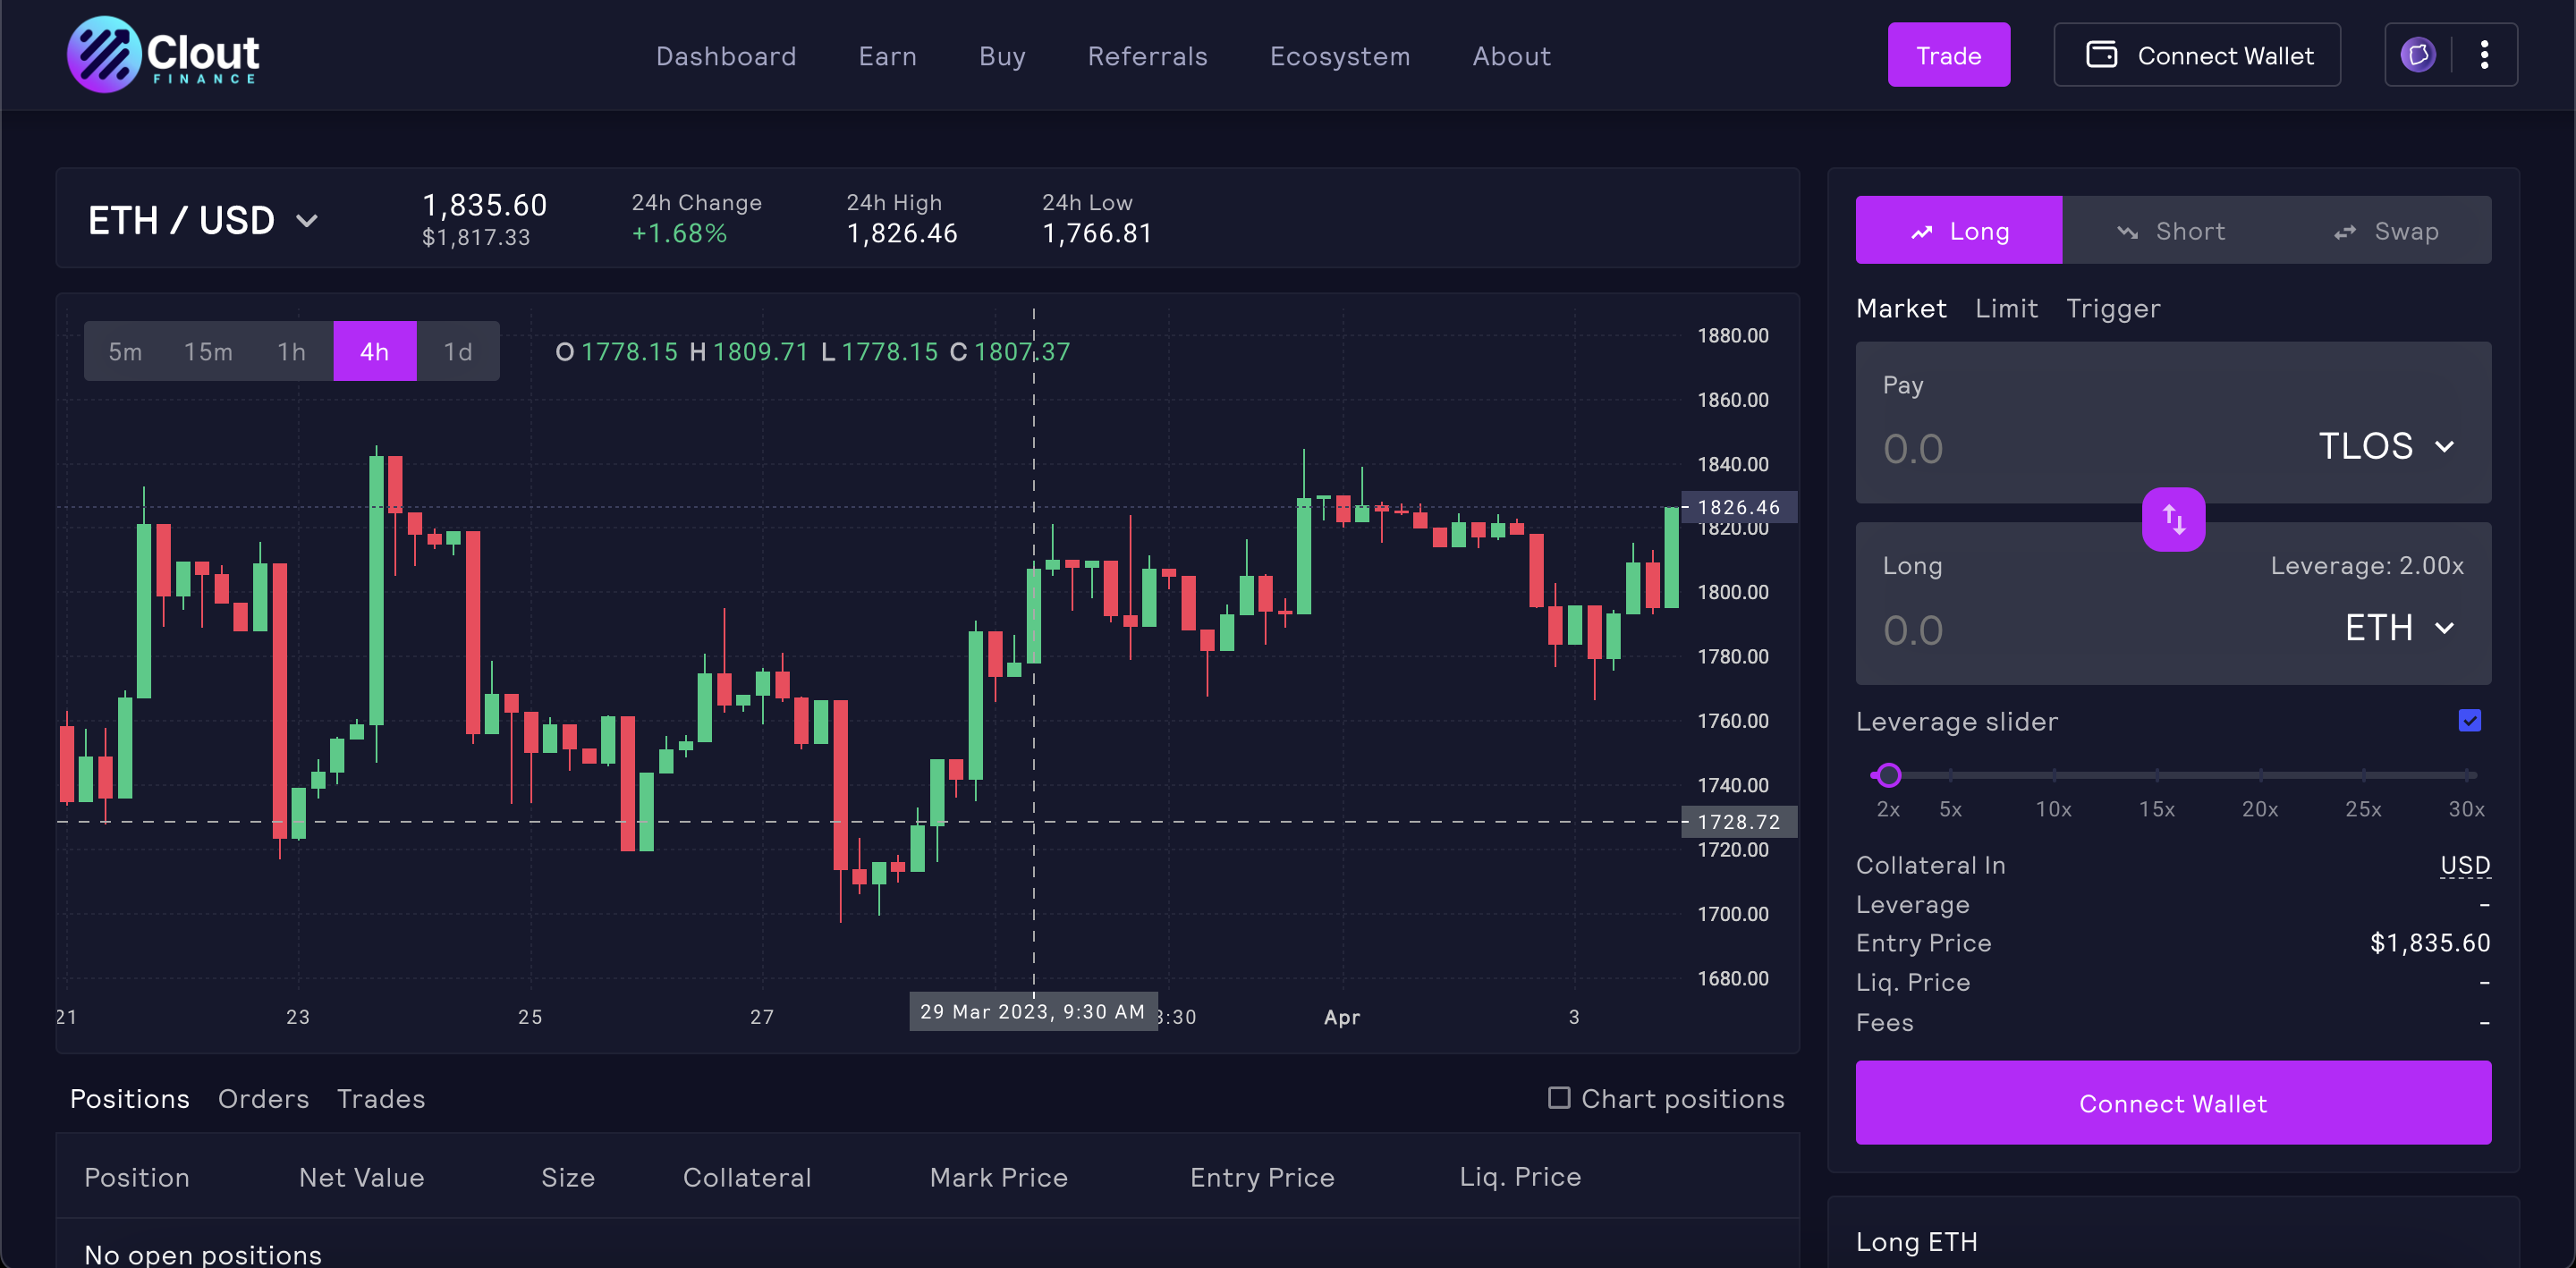 Clout
FINANCE
Dashboard Earn Buy Referrals Ecosystem About
Trade
Connect Wallet
ETH / USD
1,835.60
$1,817.33
24h Change
+1.68%
24h High
1,826.46
24h Low
1,766.81
5m 15m 1h 4h 1d
O 1778.15 H 1809.71 L 1778.15 C 1807.37
1880.00
1860.00
1840.00
1826.46
1820.00
1800.00
1780.00
1760.00
1740.00
1728.72
1720.00
1700.00
1680.00
21 23 25 27 29 Mar 2023, 9:30 AM :30 Apr 3
Positions Orders Trades
Chart positions
Position Net Value Size Collateral Mark Price Entry Price Liq. Price
No open positions
Long Short Swap
Market Limit Trigger
Pay
0.0 TLOS
Long Leverage: 2.00x
0.0 ETH
Leverage slider
2x 5x 10x 15x 20x 25x 30x
Collateral In USD
Leverage -
Entry Price $1,835.60
Liq. Price -
Fees -
Connect Wallet
Long ETH